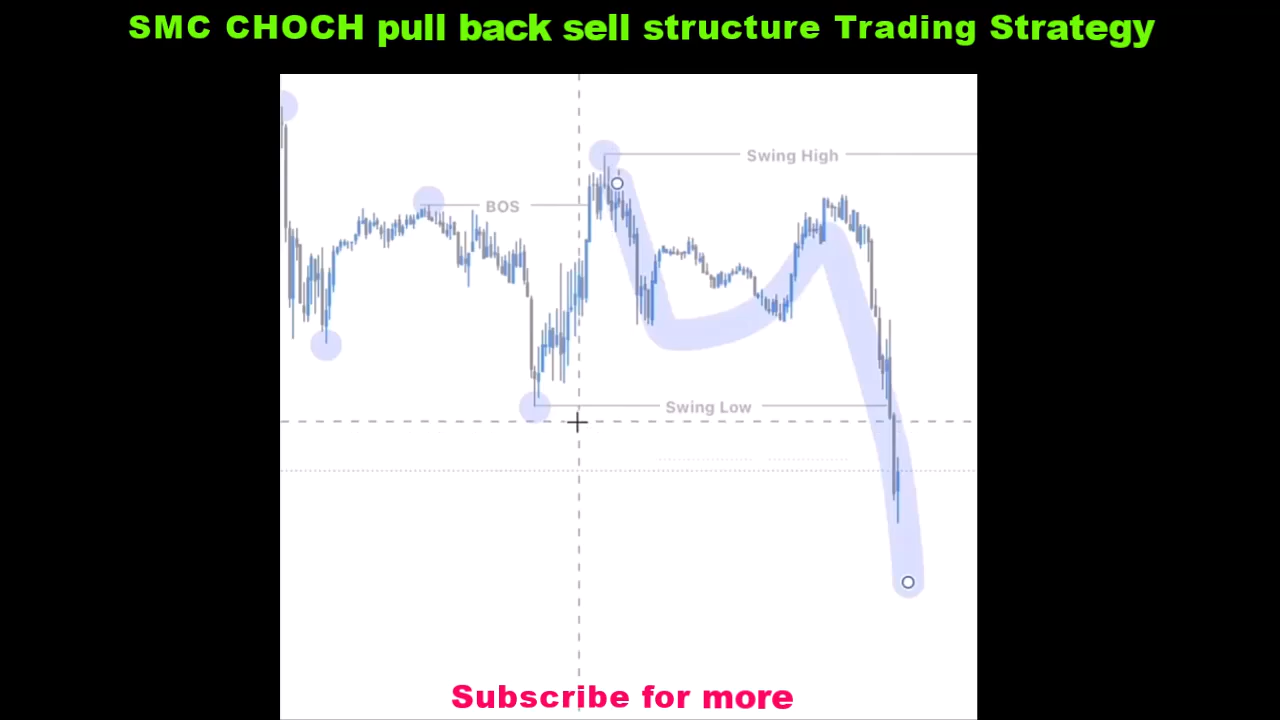 SMC CHOCH pull back sell structure Trading Strategy
Swing High
BOS
Swing Low
Subscribe for more